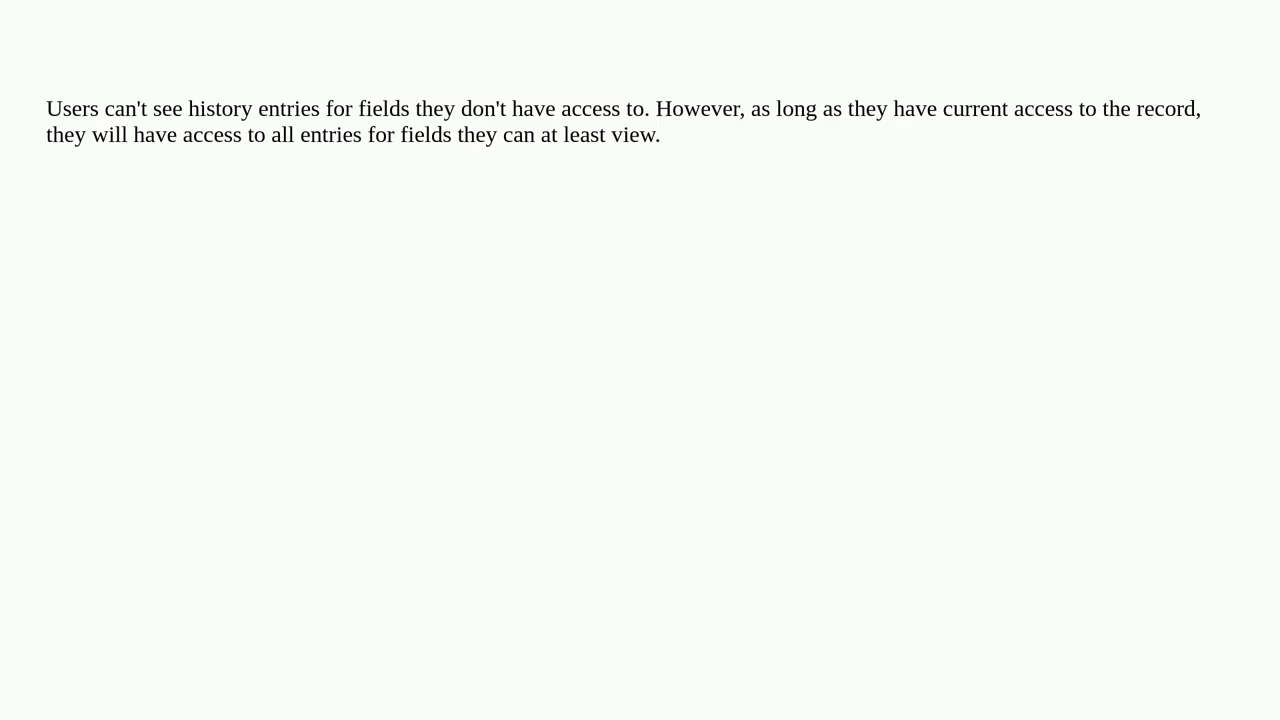 Users can't see history entries for fields they don't have access to. However, as long as they have current access to the record,
they will have access to all entries for fields they can at least view.